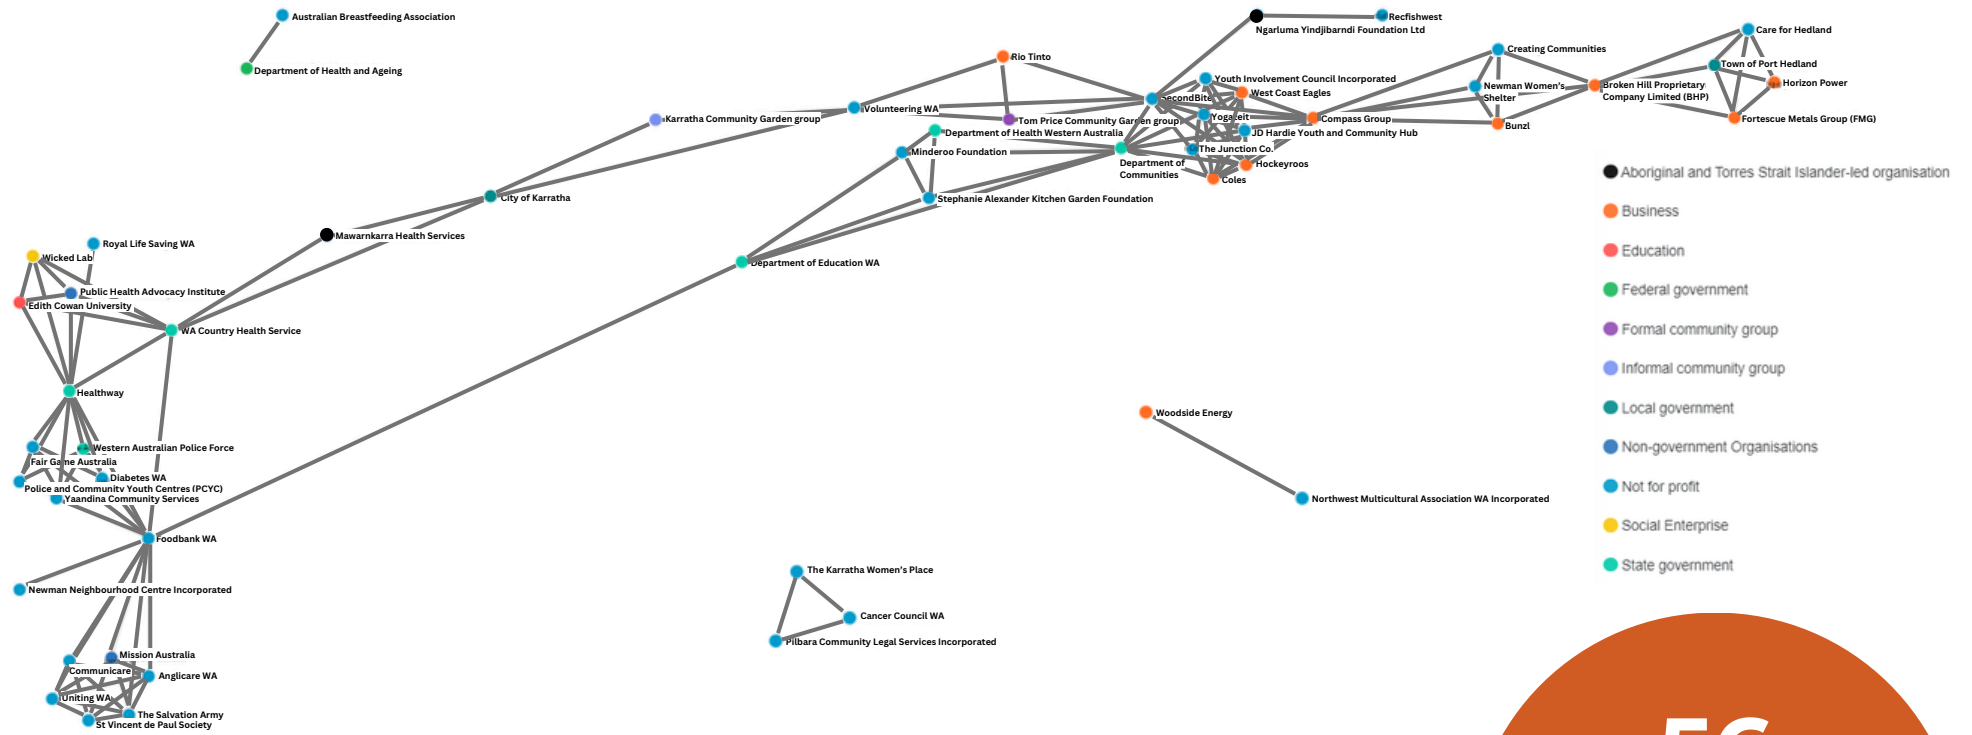 Australian Breastfeeding Association
Department of Health and Ageing
Ngarluma Yindjibarndi Foundation Ltd
Recfishwest
Rio Tinto
Creating Communities
Care for Hedland
Town of Port Hedland
Horizon Power
Youth Involvement Council Incorporated
West Coast Eagles
Newman Women's
Shelter
Broken Hill Proprietary
Company Limited (BHP)
SecondBite
Karratha Community Garden group
Volunteering WA
Tom Price Community Garden group
Yogazeit
Compass Group
Bunzl
Fortescue Metals Group (FMG)
Department of Health Western Australia
JD Hardie Youth and Community Hub
Minderoo Foundation
The Junction Co.
Department of
Communities
Hockeyroos
Coles
City of Karratha
Stephanie Alexander Kitchen Garden Foundation
Mawarnkarra Health Services
Department of Education WA
Royal Life Saving WA
Wicked Lab
Public Health Advocacy Institute
Edith Cowan University
WA Country Health Service
Healthway
Western Australian Police Force
Fair Game Australia
Diabetes WA
Police and Community Youth Centres (PCYC)
Yaandina Community Services
Foodbank WA
Newman Neighbourhood Centre Incorporated
Mission Australia
Communicare
Anglicare WA
Uniting WA
The Salvation Army
St Vincent de Paul Society
Woodside Energy
Northwest Multicultural Association WA Incorporated
The Karratha Women's Place
Cancer Council WA
Pilbara Community Legal Services Incorporated
Aboriginal and Torres Strait Islander-led organisation
Business
Education
Federal government
Formal community group
Informal community group
Local government
Non-government Organisations
Not for profit
Social Enterprise
State government